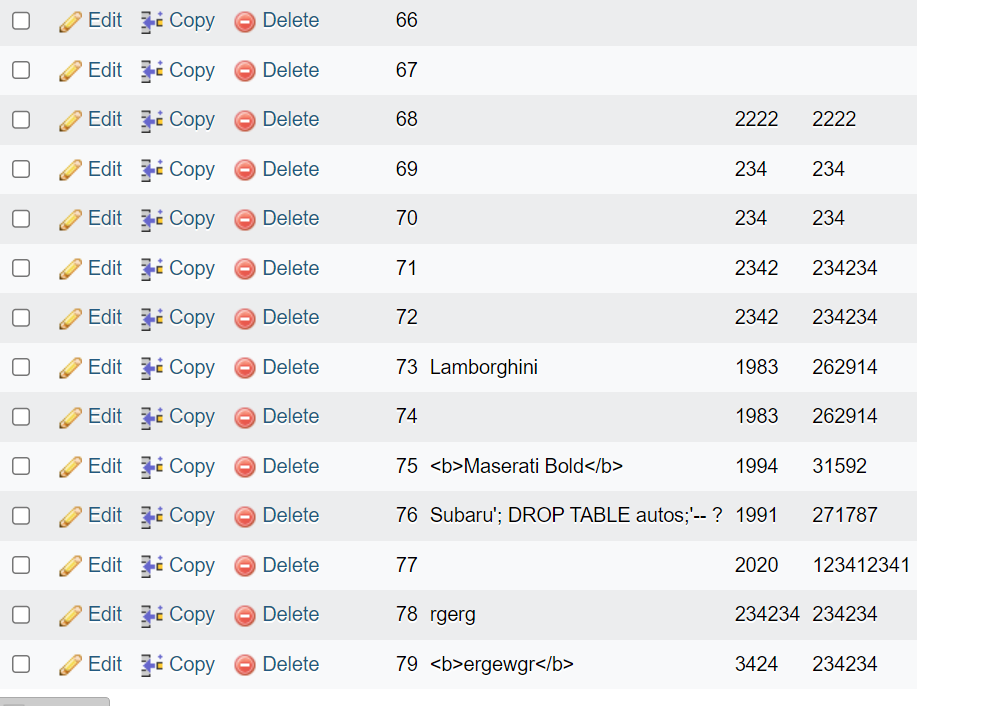 Edit Copy Delete 66
Edit Copy Delete 67
Edit Copy Delete 68 2222 2222
Edit Copy Delete 69 234 234
Edit Copy Delete 70 234 234
Edit Copy Delete 71 2342 234234
Edit Copy Delete 72 2342 234234
Edit Copy Delete 73 Lamborghini 1983 262914
Edit Copy Delete 74 1983 262914
Edit Copy Delete 75 <b>Maserati Bold</b> 1994 31592
Edit Copy Delete 76 Subaru'; DROP TABLE autos;'-- ? 1991 271787
Edit Copy Delete 77 2020 123412341
Edit Copy Delete 78 rgerg 234234 234234
Edit Copy Delete 79 <b>ergewgr</b> 3424 234234